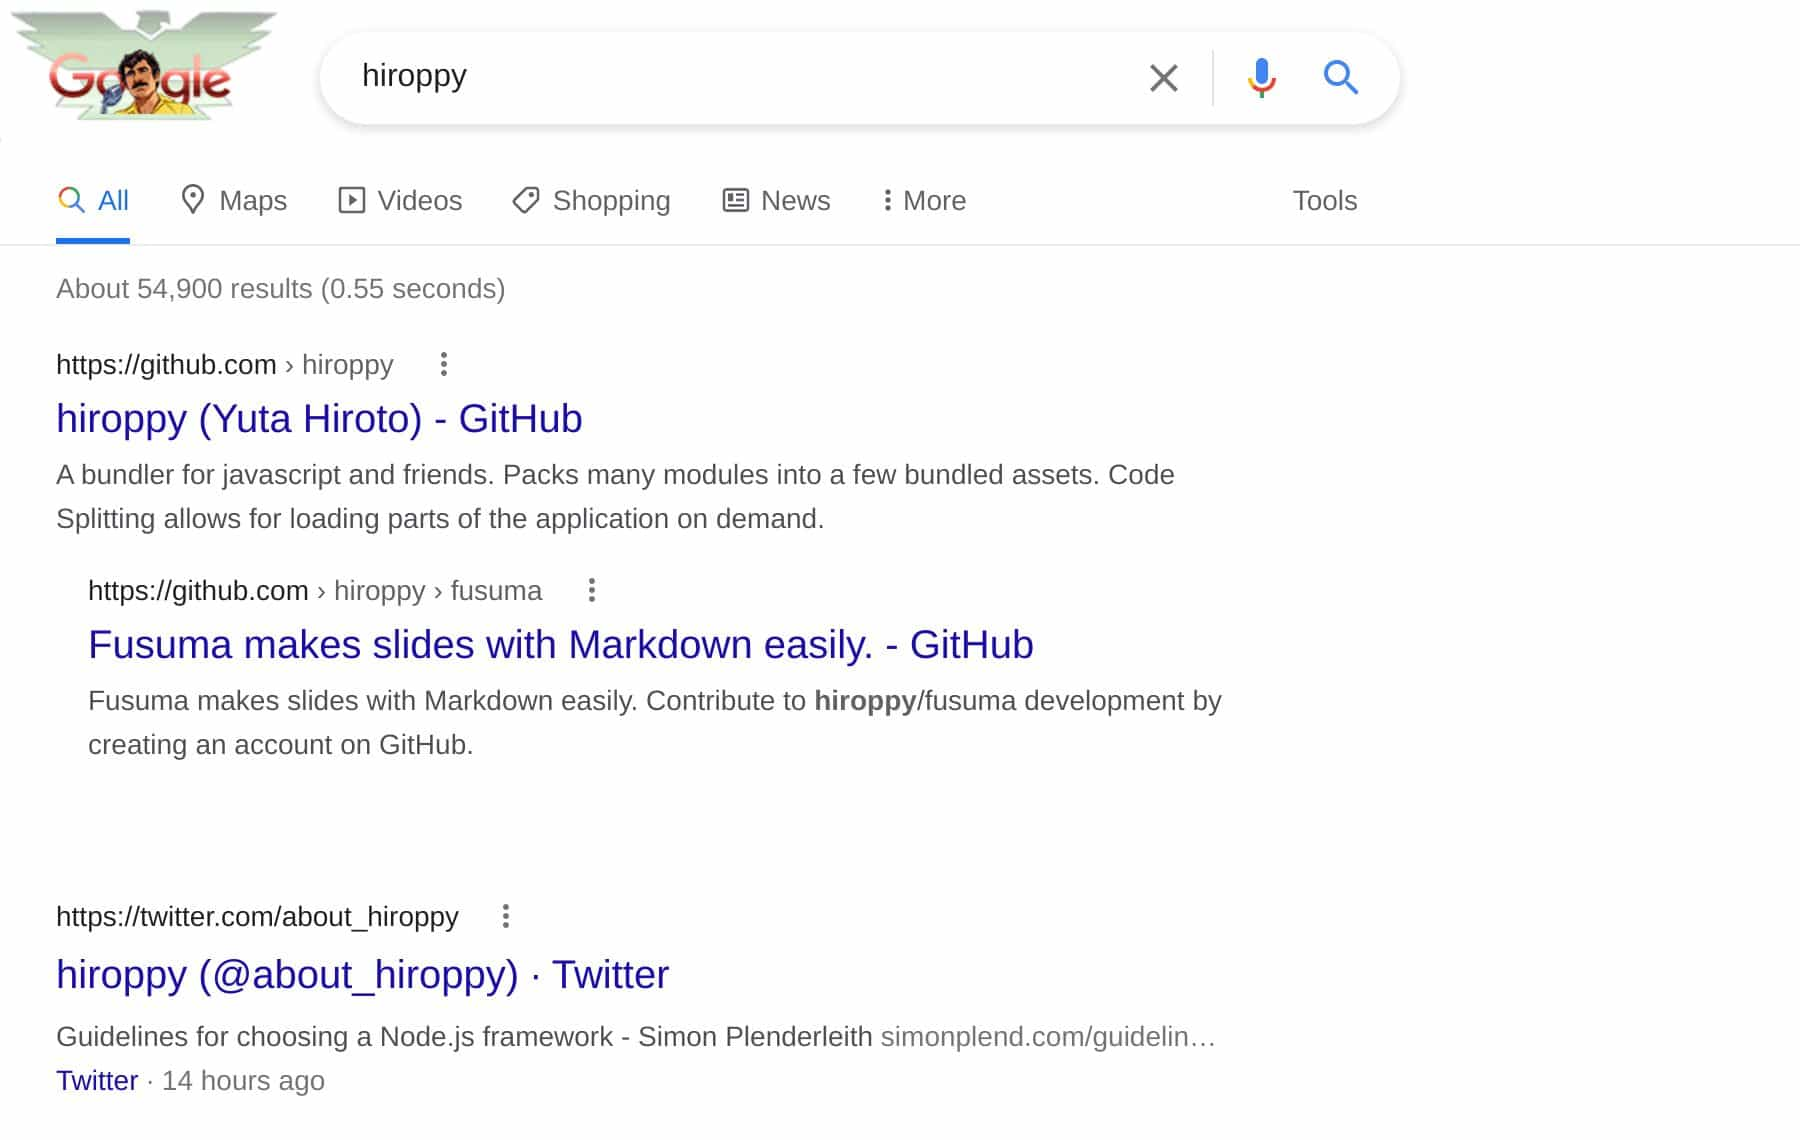 Google
hiroppy
All Maps Videos Shopping News More Tools
About 54,900 results (0.55 seconds)
https://github.com › hiroppy
hiroppy (Yuta Hiroto) - GitHub
A bundler for javascript and friends. Packs many modules into a few bundled assets. Code
Splitting allows for loading parts of the application on demand.
https://github.com › hiroppy › fusuma
Fusuma makes slides with Markdown easily. - GitHub
Fusuma makes slides with Markdown easily. Contribute to hiroppy/fusuma development by
creating an account on GitHub.
https://twitter.com/about_hiroppy
hiroppy (@about_hiroppy) · Twitter
Guidelines for choosing a Node.js framework - Simon Plenderleith simonplend.com/guidelin…
Twitter · 14 hours ago